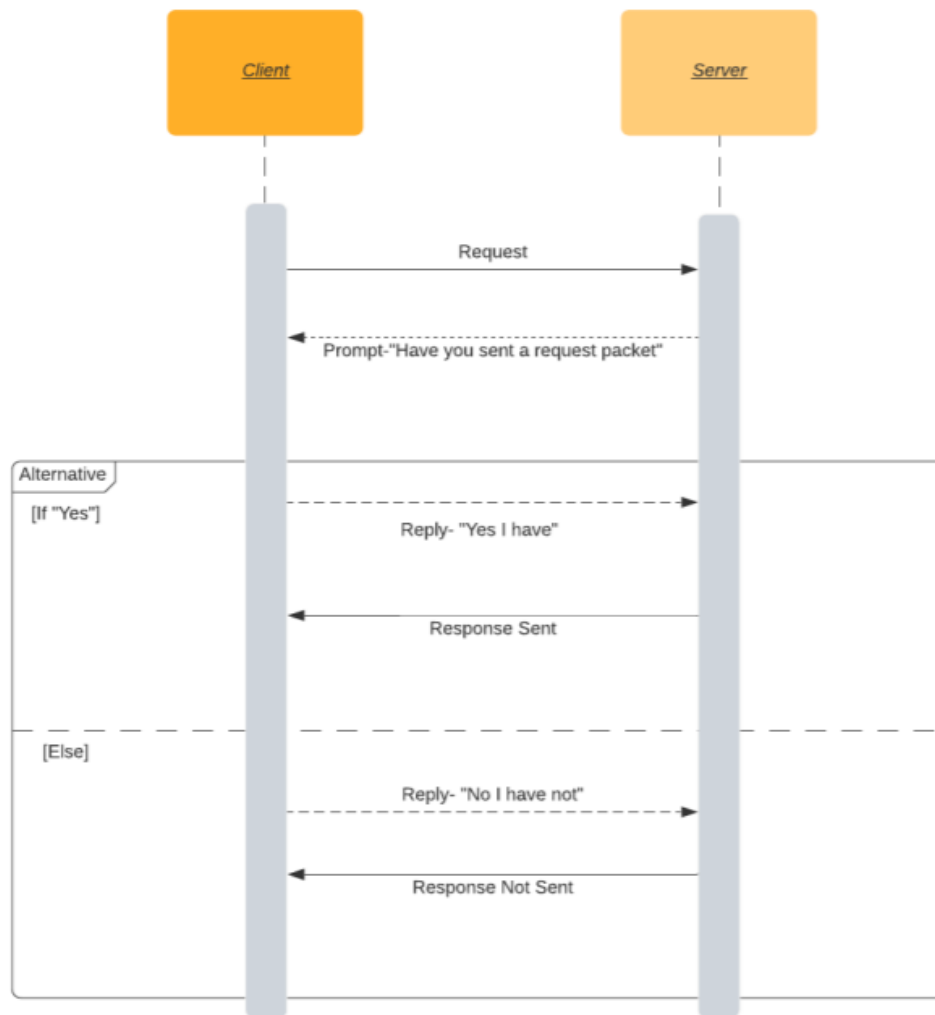 Client
Server
Request
Prompt-"Have you sent a request packet"
Alternative
[If "Yes"]
Reply- "Yes I have"
Response Sent
[Else]
Reply- "No I have not"
Response Not Sent